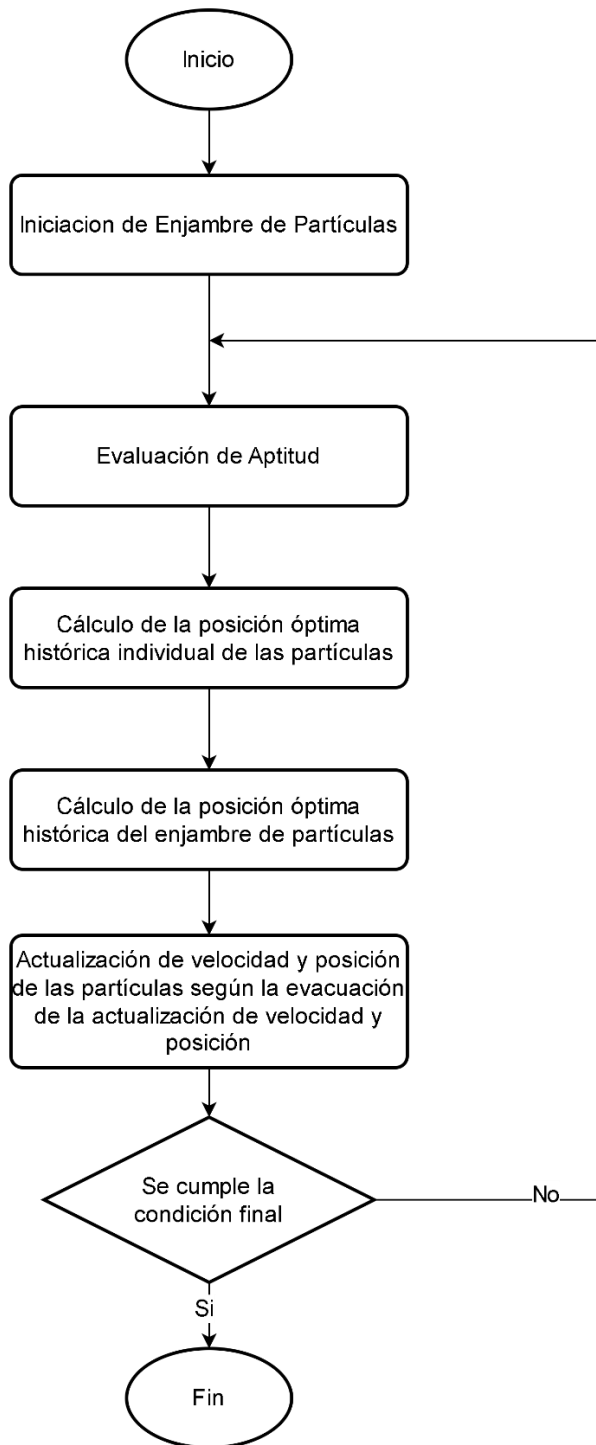 Inicio
Iniciacion de Enjambre de Partículas
Evaluación de Aptitud
Cálculo de la posición óptima
histórica individual de las partículas
Cálculo de la posición óptima
histórica del enjambre de partículas
Actualización de velocidad y posición
de las partículas según la evacuación
de la actualización de velocidad y
posición
Se cumple la
condición final
No
Si
Fin